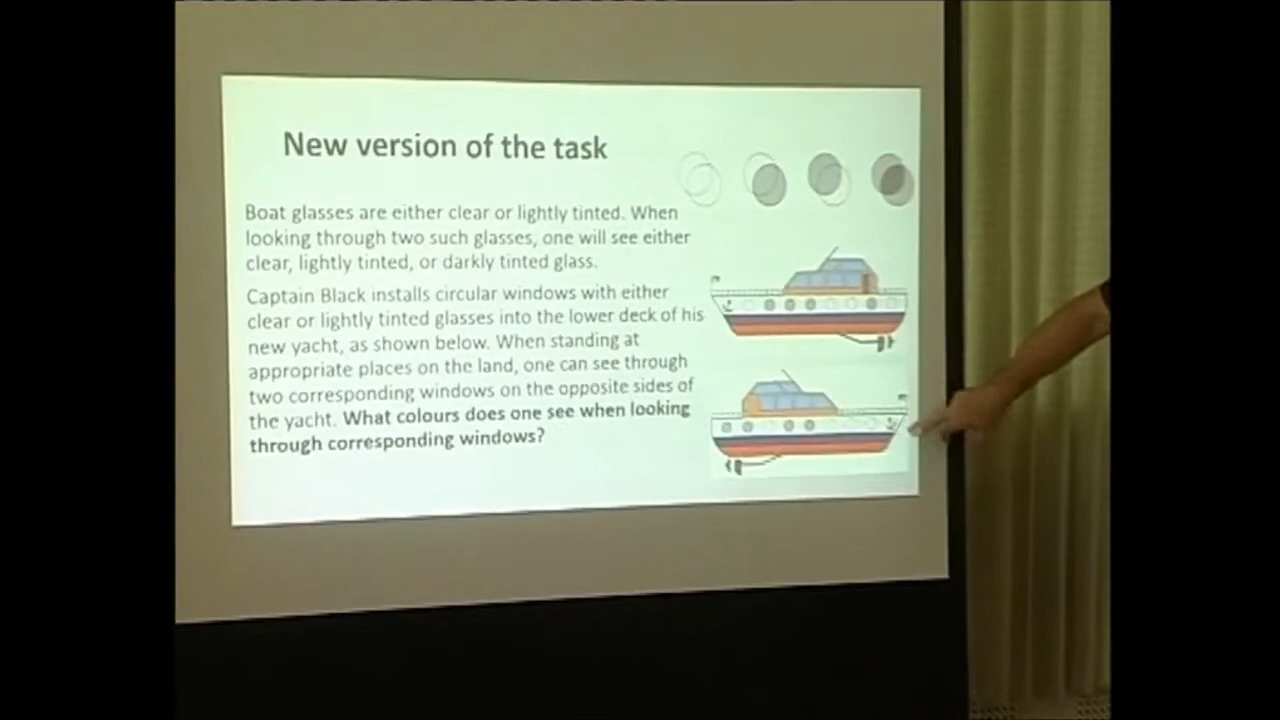 New version of the task
Boat glasses are either clear or lightly tinted. When
looking through two such glasses, one will see either
clear, lightly tinted, or darkly tinted glass.
Captain Black installs circular windows with either
clear or lightly tinted glasses into the lower deck of his
new yacht, as shown below. When standing at
appropriate places on the land, one can see through
two corresponding windows on the opposite sides of
the yacht. What colours does one see when looking
through corresponding windows?